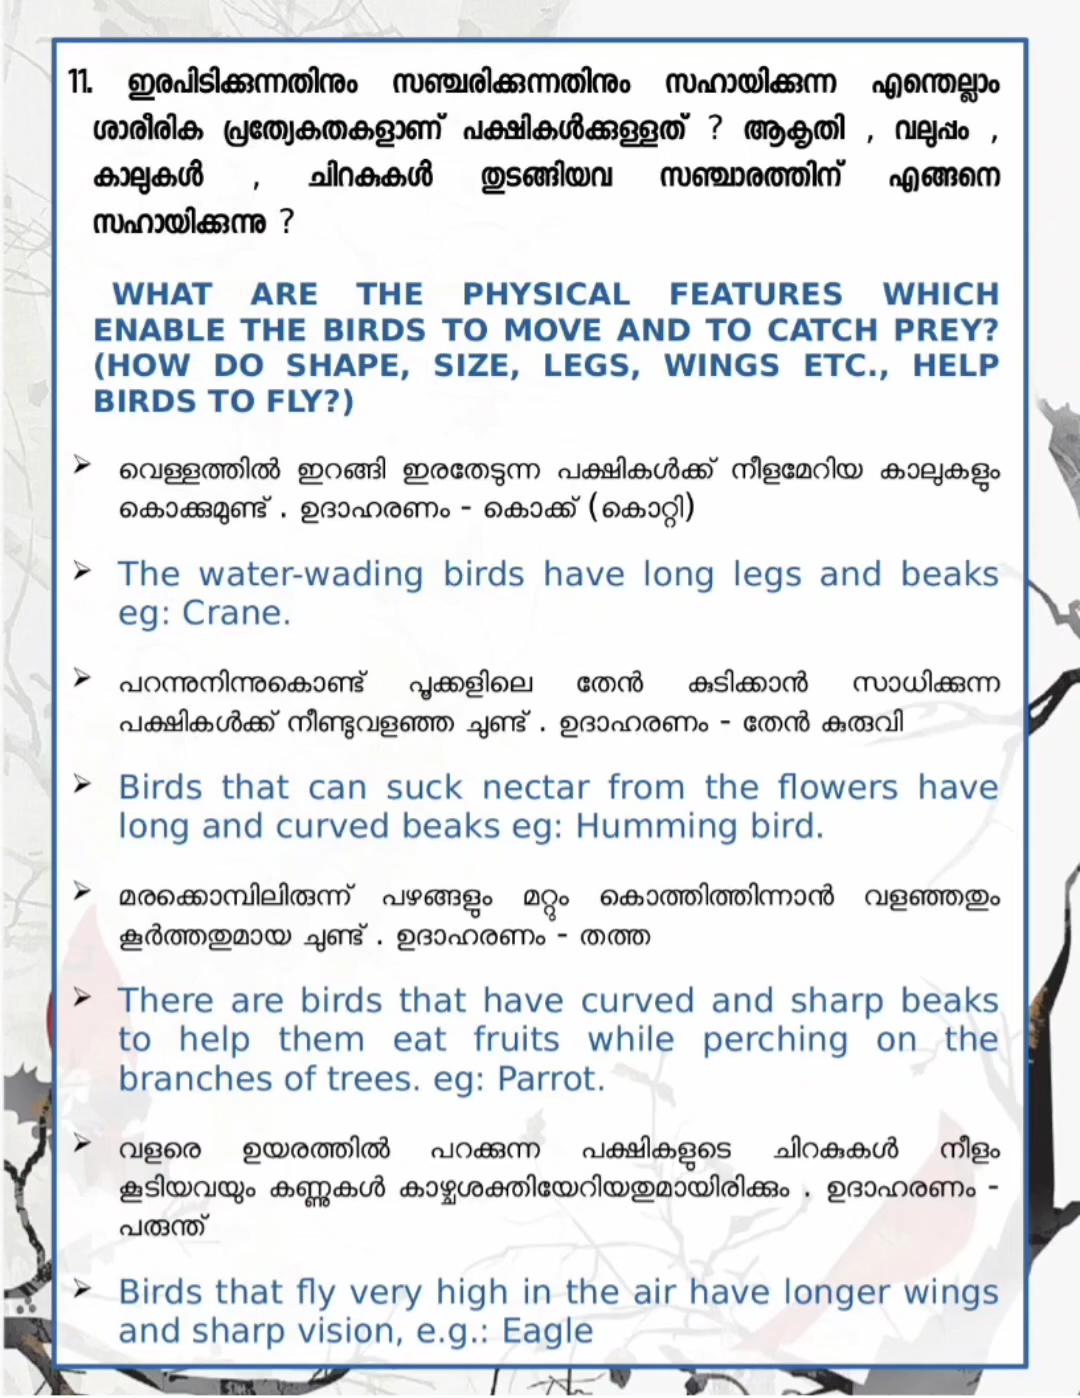 11. ഇരപിടിക്കുന്നതിനും സഞ്ചരിക്കുന്നതിനും സഹായിക്കുന്ന എന്തെല്ലാം
ശാരീരിക പ്രത്യേകതകളാണ് പക്ഷികൾക്കുള്ളത് ? ആകൃതി , വലുപ്പം ,
കാലുകൾ , ചിറകുകൾ തുടങ്ങിയവ സഞ്ചാരത്തിന് എങ്ങനെ
സഹായിക്കുന്നു ?
WHAT ARE THE PHYSICAL FEATURES WHICH
ENABLE THE BIRDS TO MOVE AND TO CATCH PREY?
(HOW DO SHAPE, SIZE, LEGS, WINGS ETC., HELP
BIRDS TO FLY?)
➢ വെള്ളത്തിൽ ഇറങ്ങി ഇരതേടുന്ന പക്ഷികൾക്ക് നീളമേറിയ കാലുകളും
കൊക്കുമുണ്ട് . ഉദാഹരണം - കൊക്ക് (കൊറ്റി)
➢ The water-wading birds have long legs and beaks
eg: Crane.
➢ പറന്നുനിന്നുകൊണ്ട് പൂക്കളിലെ തേൻ കുടിക്കാൻ സാധിക്കുന്ന
പക്ഷികൾക്ക് നീണ്ടുവളഞ്ഞ ചുണ്ട് . ഉദാഹരണം - തേൻ കുരുവി
➢ Birds that can suck nectar from the flowers have
long and curved beaks eg: Humming bird.
➢ മരക്കൊമ്പിലിരുന്ന് പഴങ്ങളും മറ്റും കൊത്തിത്തിന്നാൻ വളഞ്ഞതും
കൂർത്തതുമായ ചുണ്ട് . ഉദാഹരണം - തത്ത
➢ There are birds that have curved and sharp beaks
to help them eat fruits while perching on the
branches of trees. eg: Parrot.
➢ വളരെ ഉയരത്തിൽ പറക്കുന്ന പക്ഷികളുടെ ചിറകുകൾ നീളം
കൂടിയവയും കണ്ണുകൾ കാഴ്ചശക്തിയേറിയതുമായിരിക്കും . ഉദാഹരണം -
പരുന്ത്
➢ Birds that fly very high in the air have longer wings
and sharp vision, e.g.: Eagle